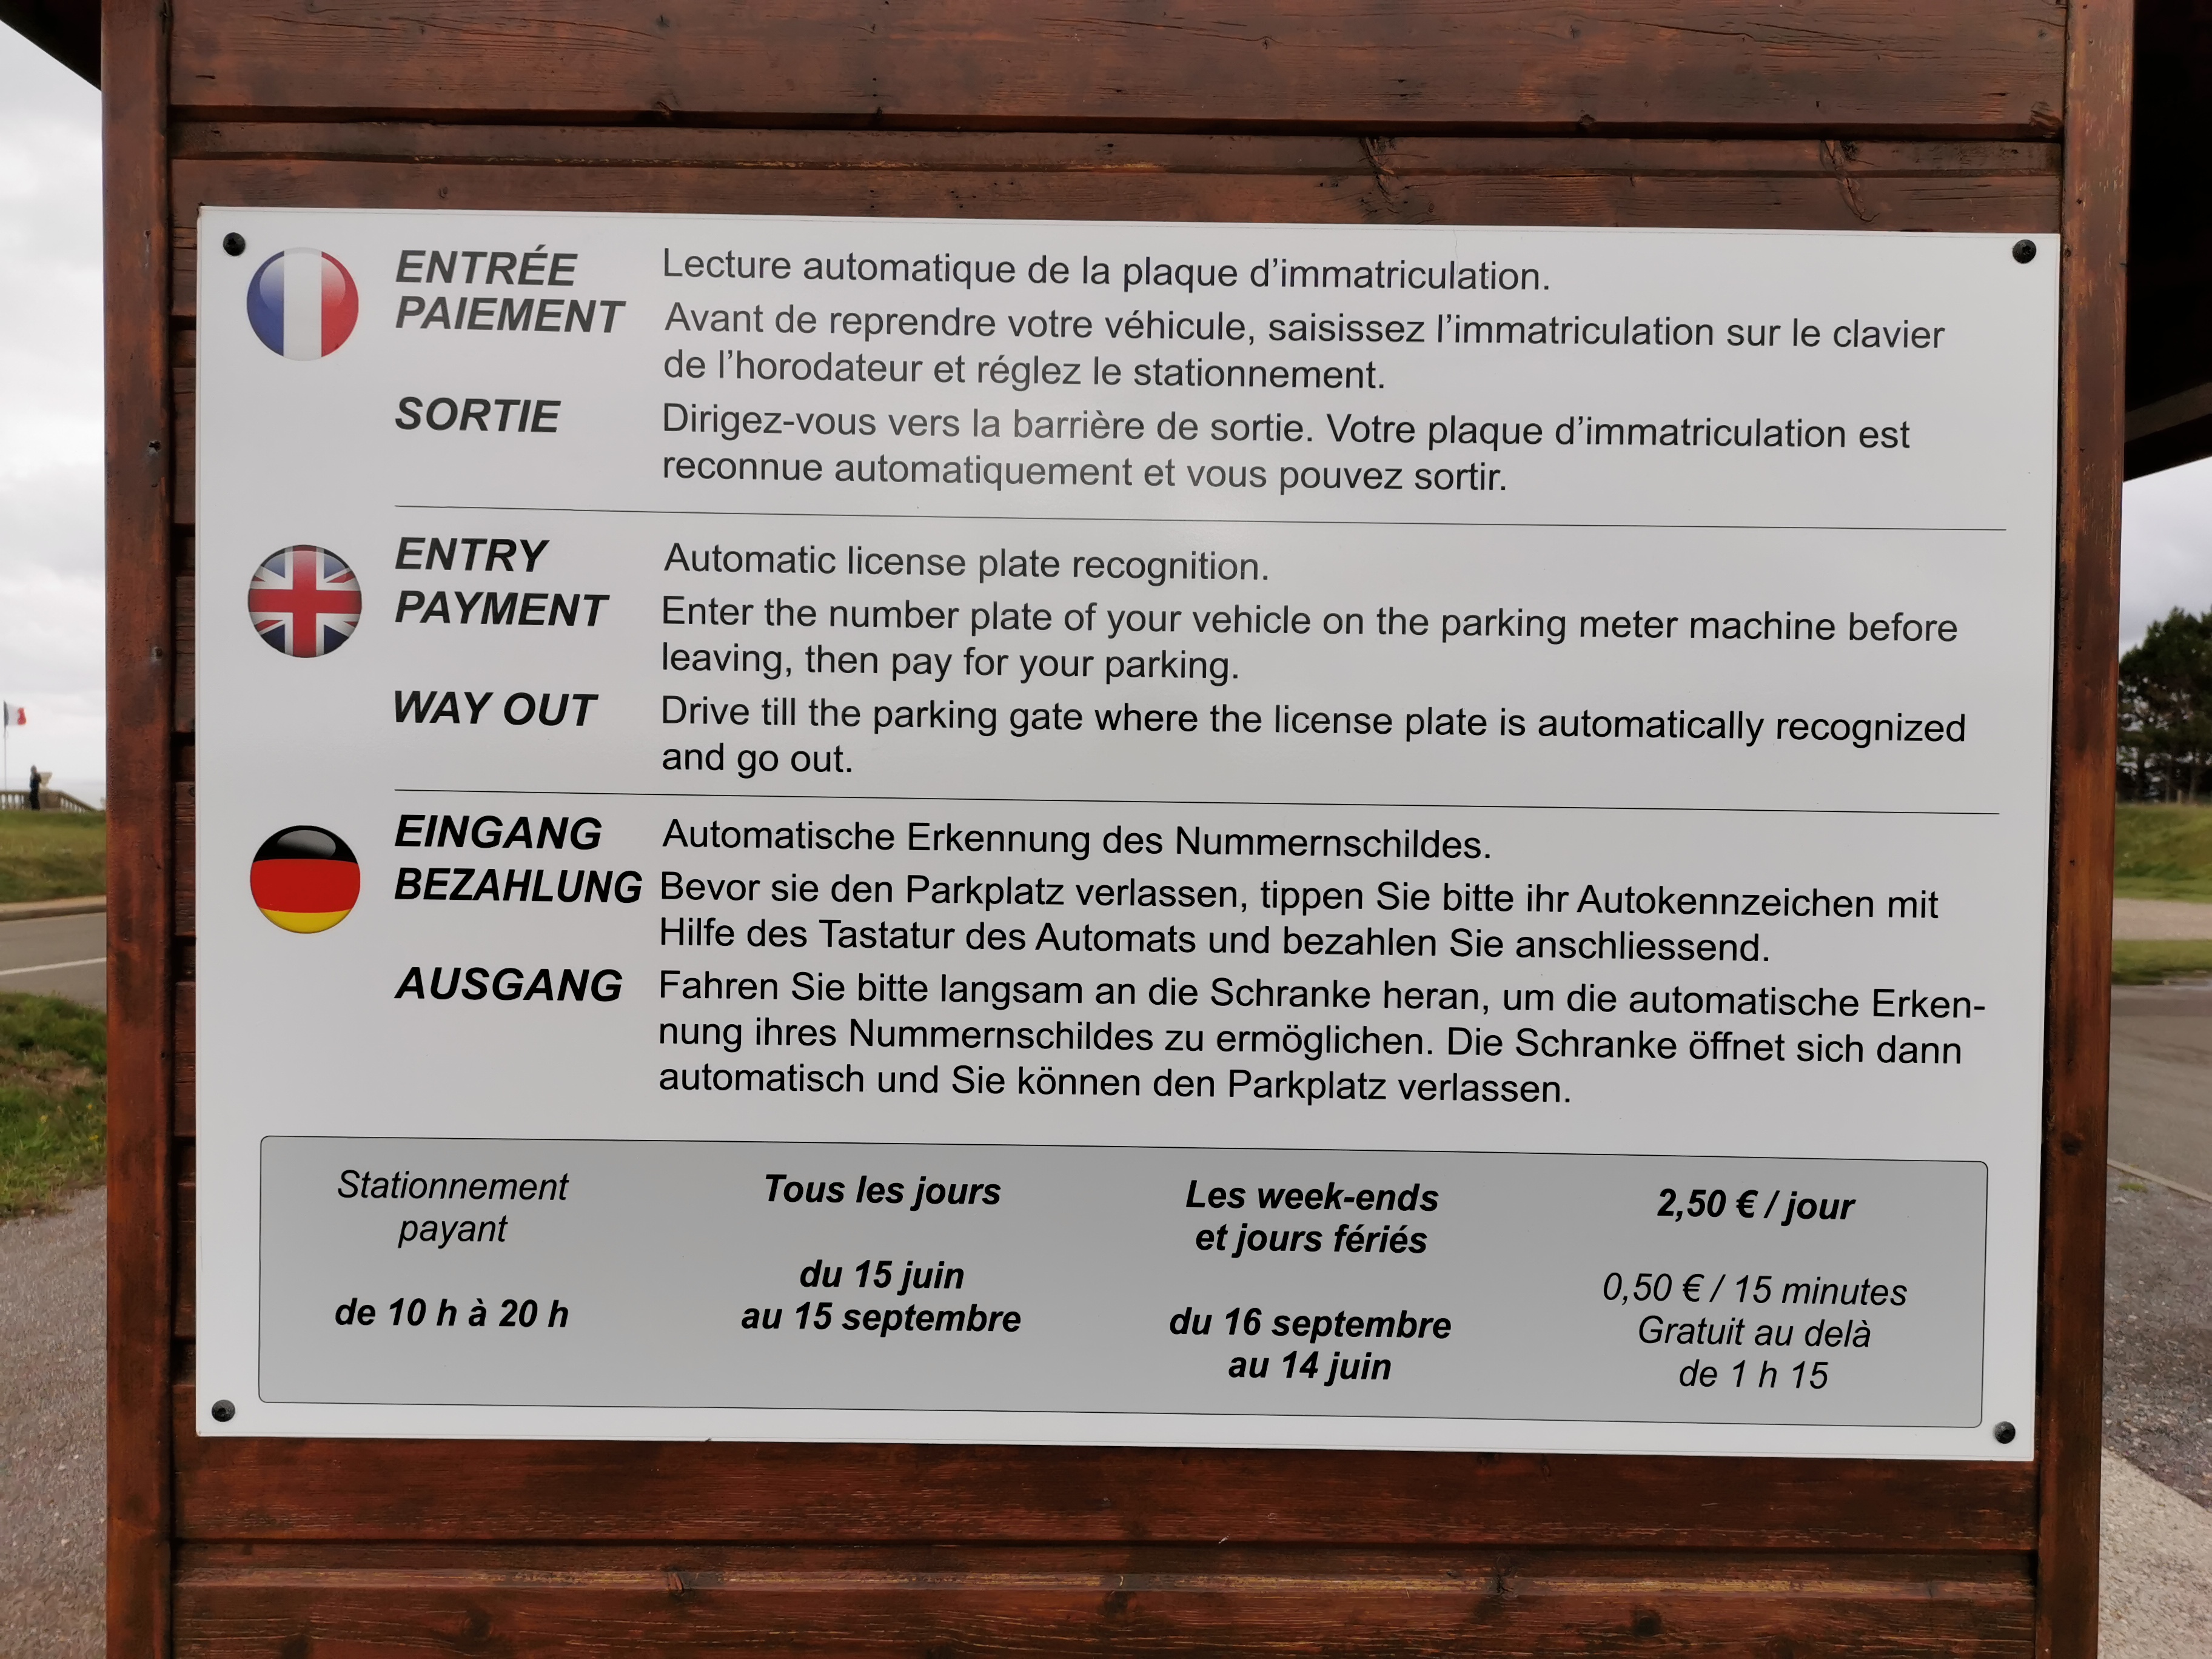 ENTRÉE Lecture automatique de la plaque d'immatriculation.
PAIEMENT Avant de reprendre votre véhicule, saisissez l'immatriculation sur le clavier
de l'horodateur et réglez le stationnement.
SORTIE Dirigez-vous vers la barrière de sortie. Votre plaque d'immatriculation est
reconnue automatiquement et vous pouvez sortir.
ENTRY Automatic license plate recognition.
PAYMENT Enter the number plate of your vehicle on the parking meter machine before
leaving, then pay for your parking.
WAY OUT Drive till the parking gate where the license plate is automatically recognized
and go out.
EINGANG Automatische Erkennung des Nummernschildes.
BEZAHLUNG Bevor sie den Parkplatz verlassen, tippen Sie bitte ihr Autokennzeichen mit
Hilfe des Tastatur des Automats und bezahlen Sie anschliessend.
AUSGANG Fahren Sie bitte langsam an die Schranke heran, um die automatische Erken-
nung ihres Nummernschildes zu ermöglichen. Die Schranke öffnet sich dann
automatisch und Sie können den Parkplatz verlassen.
Stationnement
payant
de 10 h à 20 h
Tous les jours
du 15 juin
au 15 septembre
Les week-ends
et jours fériés
du 16 septembre
au 14 juin
2,50 € / jour
0,50 € / 15 minutes
Gratuit au delà
de 1 h 15